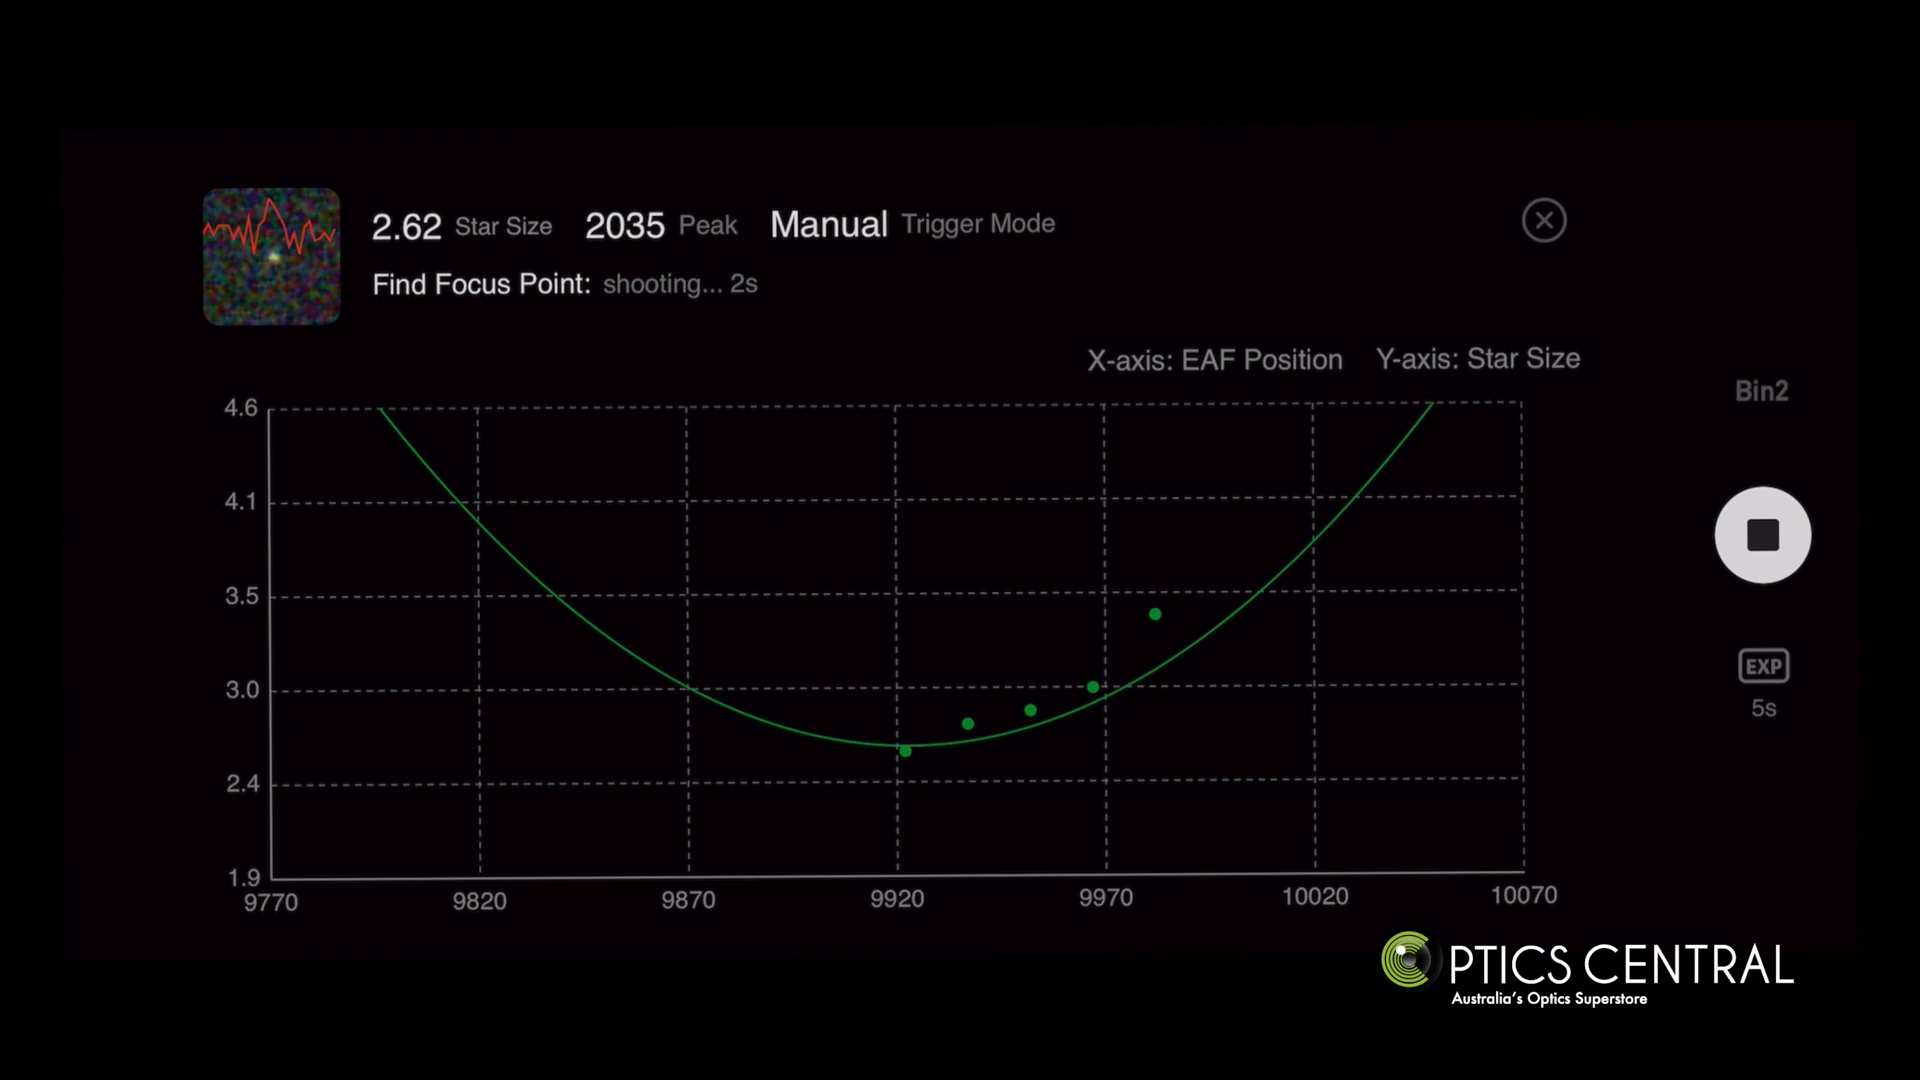 2.62 Star Size 2035 Peak Manual Trigger Mode
Find Focus Point: shooting... 2s
X-axis: EAF Position Y-axis: Star Size
Bin2
4.6
4.1
3.5
3.0
2.4
1.9
9770 9820 9870 9920 9970 10020 10070
EXP
5s
OPTICS CENTRAL
Australia's Optics Superstore